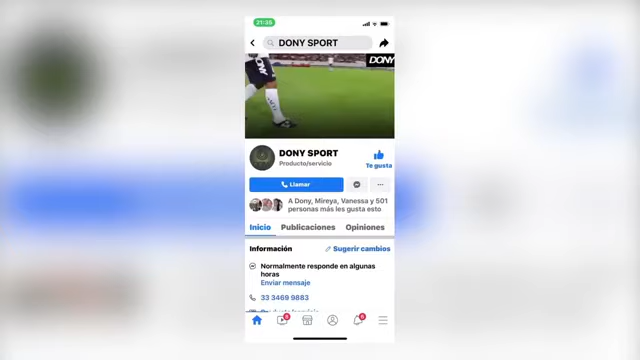 21:35
DONY SPORT
DONY
DONY SPORT
Producto/servicio
Te gusta
Llamar
A Dony, Mireya, Vanessa y 501
personas más les gusta esto
Inicio
Publicaciones
Opiniones
Información
Sugerir cambios
Normalmente responde en algunas
horas
Enviar mensaje
33 3469 9883